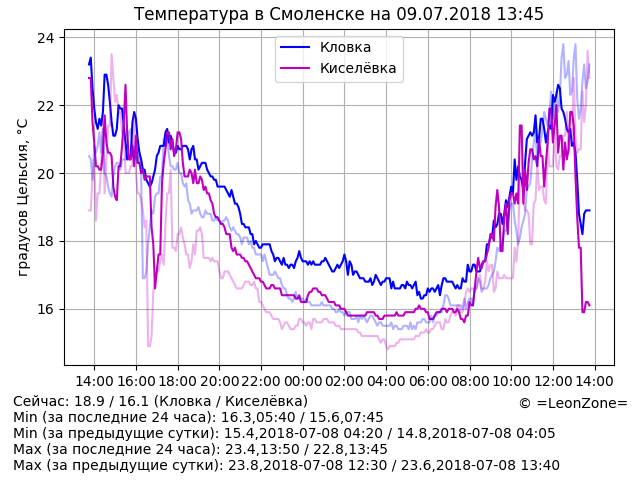 Температура в Смоленске на 09.07.2018 13:45
Кловка
Киселёвка
градусов Цельсия, °C
24
22
20
18
16
14:00 16:00 18:00 20:00 22:00 00:00 02:00 04:00 06:00 08:00 10:00 12:00 14:00
Сейчас: 18.9 / 16.1 (Кловка / Киселёвка)
© =LeonZone=
Min (за последние 24 часа): 16.3,05:40 / 15.6,07:45
Min (за предыдущие сутки): 15.4,2018-07-08 04:20 / 14.8,2018-07-08 04:05
Max (за последние 24 часа): 23.4,13:50 / 22.8,13:45
Max (за предыдущие сутки): 23.8,2018-07-08 12:30 / 23.6,2018-07-08 13:40